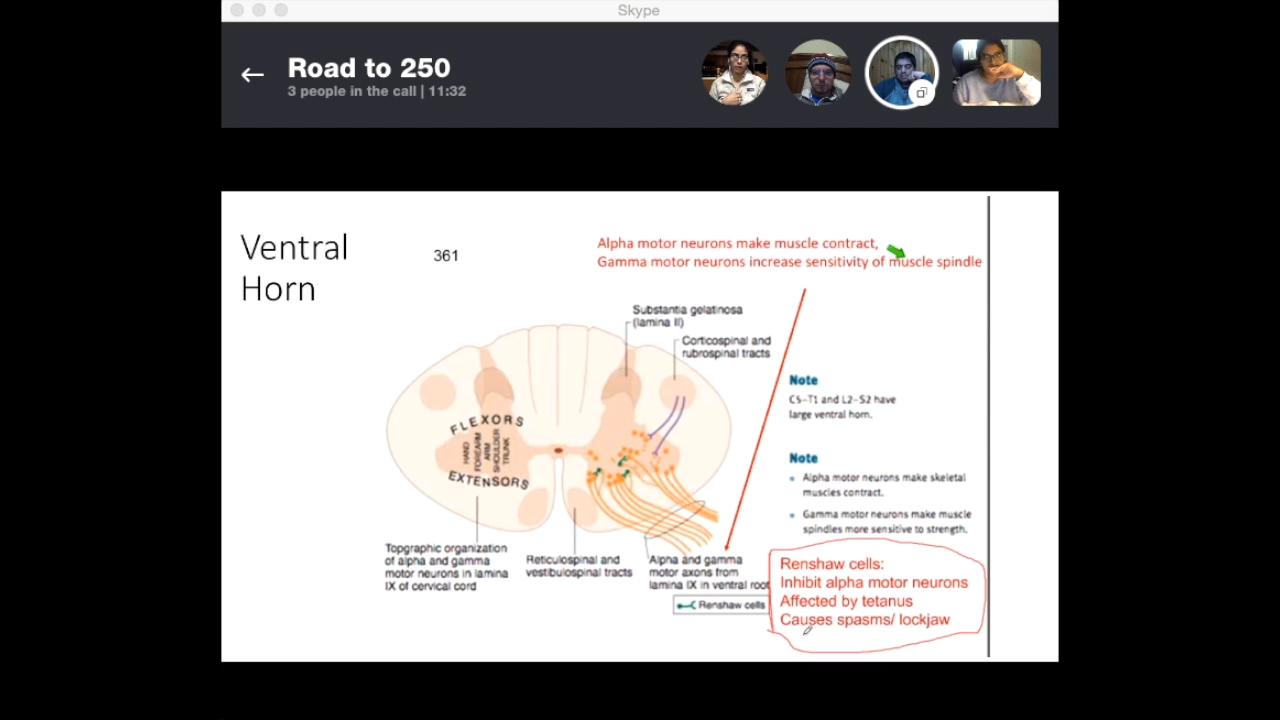 Skype
Road to 250
3 people in the call | 11:32
Ventral
Horn
361
Alpha motor neurons make muscle contract,
Gamma motor neurons increase sensitivity of muscle spindle
Substantia gelatinosa
(lamina II)
Corticospinal and
rubrospinal tracts
FLEXORS
HAND
FOREARM
ARM
SHOULDER
TRUNK
EXTENSORS
Note
C5–T1 and L2–S2 have
large ventral horn.
Note
• Alpha motor neurons make skeletal
muscles contract.
• Gamma motor neurons make muscle
spindles more sensitive to strength.
Topgraphic organization
of alpha and gamma
motor neurons in lamina
IX of cervical cord
Reticulospinal and
vestibulospinal tracts
Alpha and gamma
motor axons from
lamina IX in ventral root
Renshaw cells
Renshaw cells:
Inhibit alpha motor neurons
Affected by tetanus
Causes spasms/ lockjaw